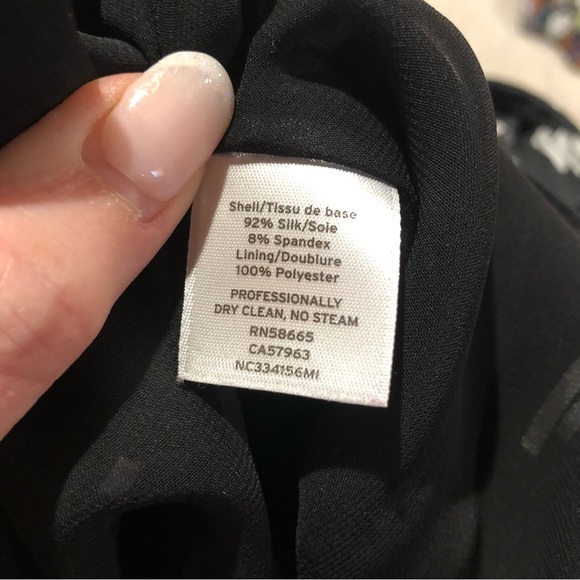 Shell/Tissu de base
92% Silk/Soie
8% Spandex
Lining/Doublure
100% Polyester
PROFESSIONALLY
DRY CLEAN, NO STEAM
RN58665
CA57963
NC334156MI